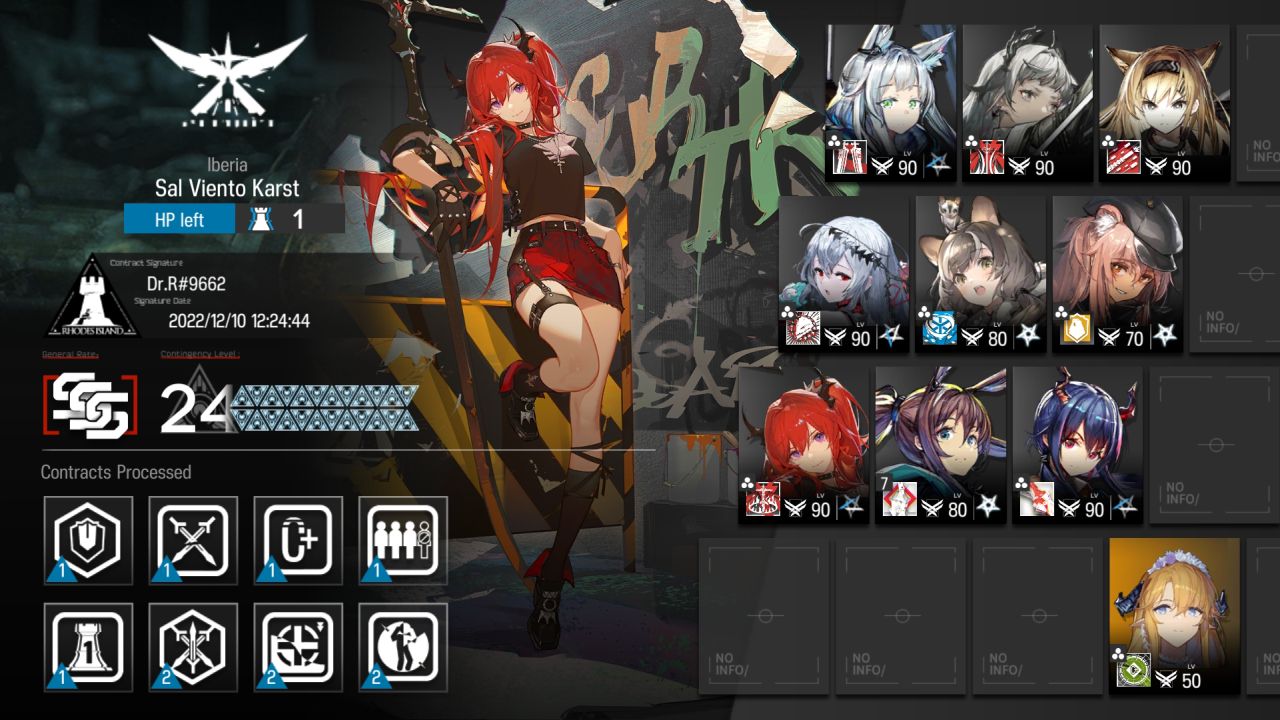 Iberia
Sal Viento Karst
HP left 1
Contract Signature
Dr.R#9662
Signature Date
2022/12/10 12:24:44
RHODES ISLAND
General Rate:
Contingency Level:
24
Contracts Processed
1 1 1 1
1 2 2 2
LV 90 LV 90 LV 90
NO INFO/
LV 90 LV 80 LV 70
NO
INFO/
LV 90 7 LV 80 LV 90
NO
INFO/
NO
INFO/
NO
INFO/
NO
INFO/
LV 50
NO